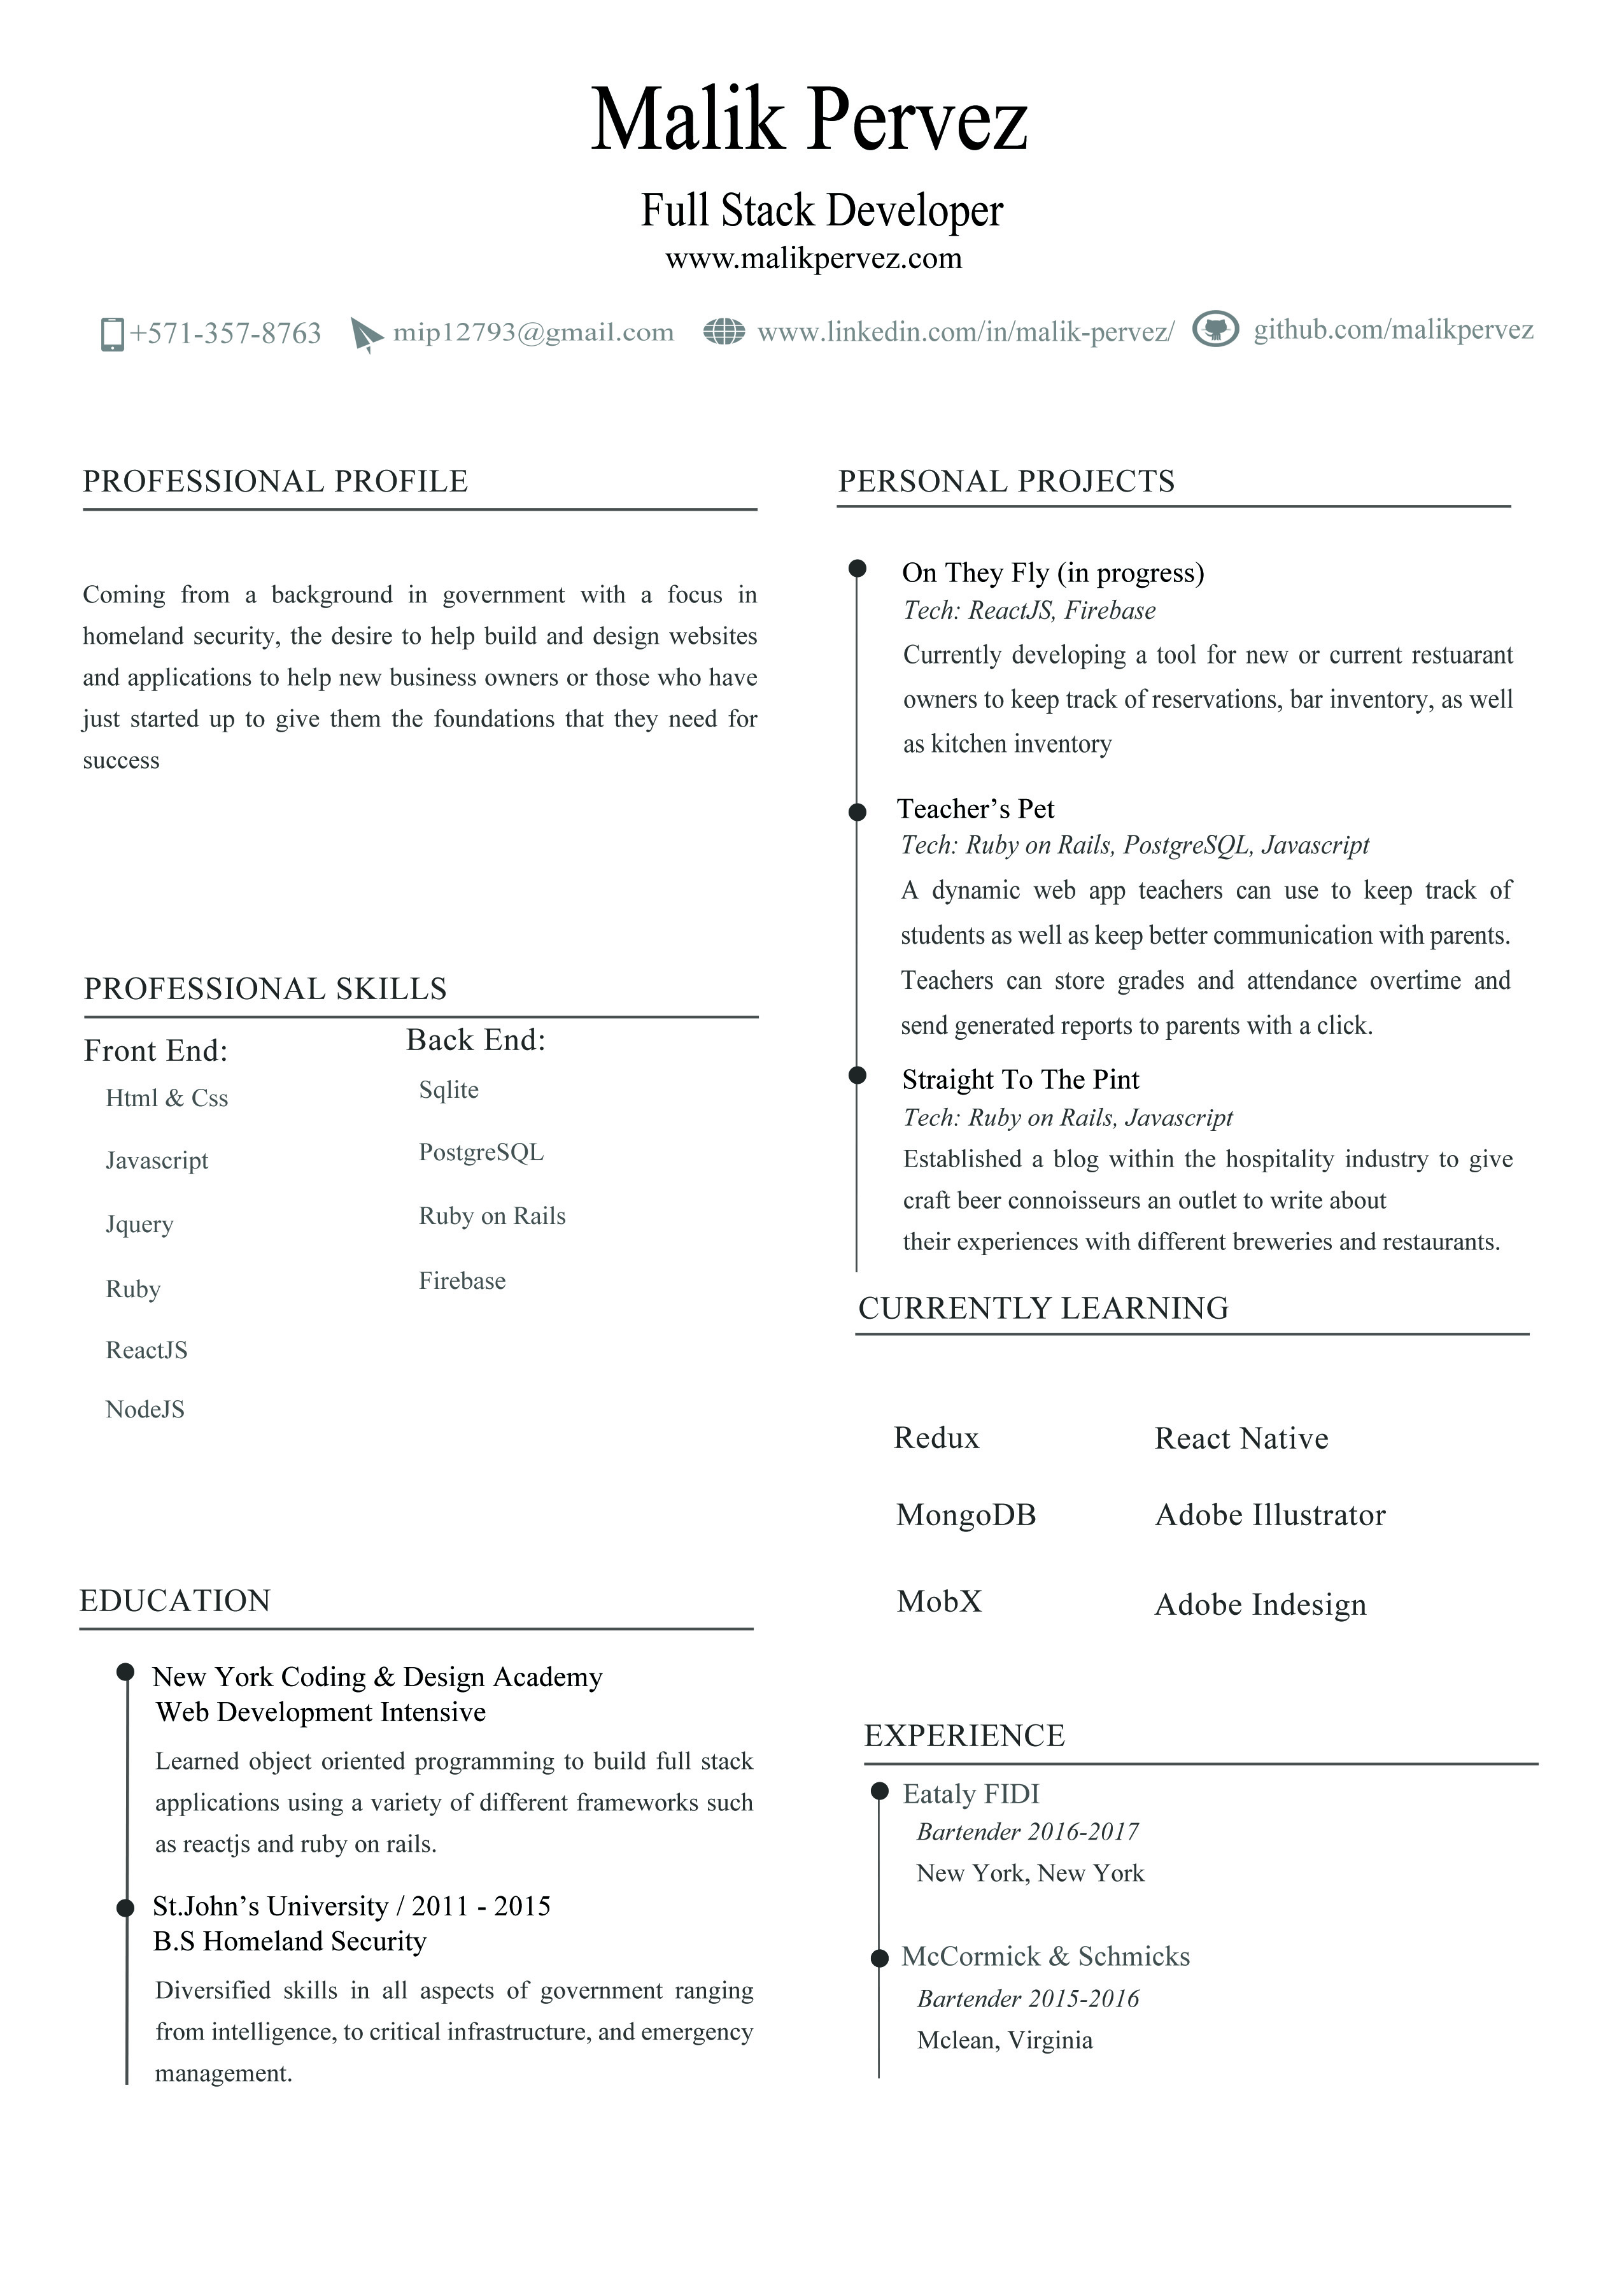 Malik Pervez
Full Stack Developer
www.malikpervez.com
+571-357-8763
mip12793@gmail.com
www.linkedin.com/in/malik-pervez/
github.com/malikpervez
PROFESSIONAL PROFILE
Coming from a background in government with a focus in
homeland security, the desire to help build and design websites
and applications to help new business owners or those who have
just started up to give them the foundations that they need for
success
PROFESSIONAL SKILLS
Front End:
Html & Css
Javascript
Jquery
Ruby
ReactJS
NodeJS
Back End:
Sqlite
PostgreSQL
Ruby on Rails
Firebase
EDUCATION
New York Coding & Design Academy
Web Development Intensive
Learned object oriented programming to build full stack
applications using a variety of different frameworks such
as reactjs and ruby on rails.
St.John’s University / 2011 - 2015
B.S Homeland Security
Diversified skills in all aspects of government ranging
from intelligence, to critical infrastructure, and emergency
management.
PERSONAL PROJECTS
On They Fly (in progress)
Tech: ReactJS, Firebase
Currently developing a tool for new or current restuarant
owners to keep track of reservations, bar inventory, as well
as kitchen inventory
Teacher’s Pet
Tech: Ruby on Rails, PostgreSQL, Javascript
A dynamic web app teachers can use to keep track of
students as well as keep better communication with parents.
Teachers can store grades and attendance overtime and
send generated reports to parents with a click.
Straight To The Pint
Tech: Ruby on Rails, Javascript
Established a blog within the hospitality industry to give
craft beer connoisseurs an outlet to write about
their experiences with different breweries and restaurants.
CURRENTLY LEARNING
Redux
React Native
MongoDB
Adobe Illustrator
MobX
Adobe Indesign
EXPERIENCE
Eataly FIDI
Bartender 2016-2017
New York, New York
McCormick & Schmicks
Bartender 2015-2016
Mclean, Virginia